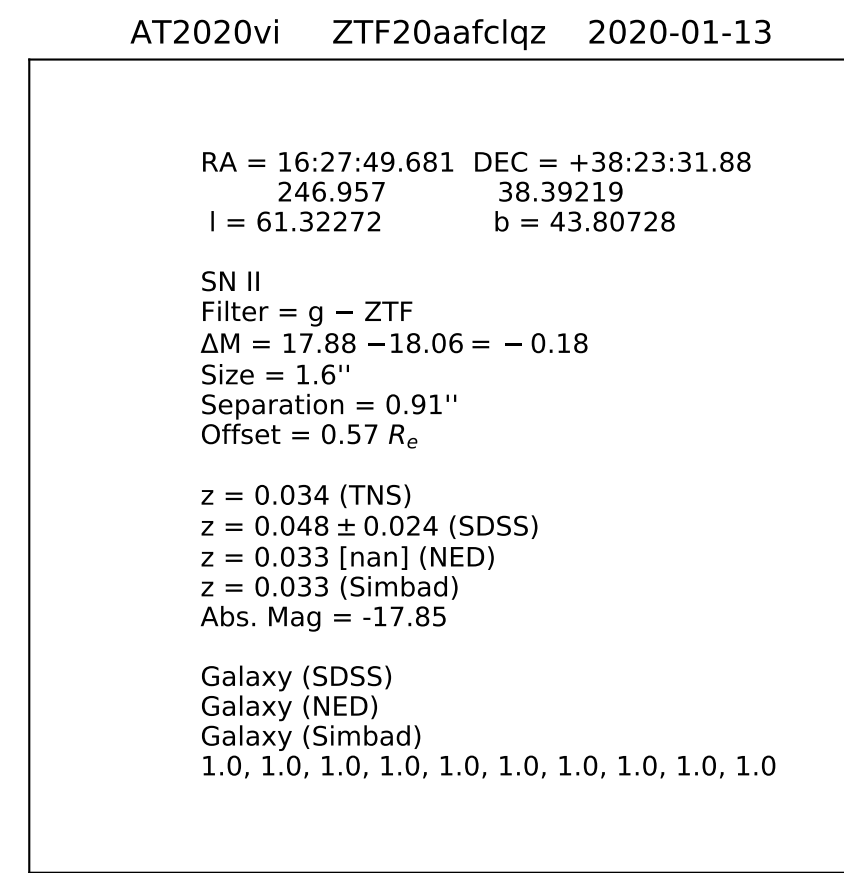 AT2020vi ZTF20aafclqz 2020-01-13
RA = 16:27:49.681 DEC = +38:23:31.88
246.957 38.39219
l = 61.32272 b = 43.80728
SN II
Filter = g − ZTF
ΔM = 17.88 −18.06 = − 0.18
Size = 1.6''
Separation = 0.91''
Offset = 0.57 Re
z = 0.034 (TNS)
z = 0.048 ± 0.024 (SDSS)
z = 0.033 [nan] (NED)
z = 0.033 (Simbad)
Abs. Mag = -17.85
Galaxy (SDSS)
Galaxy (NED)
Galaxy (Simbad)
1.0, 1.0, 1.0, 1.0, 1.0, 1.0, 1.0, 1.0, 1.0, 1.0